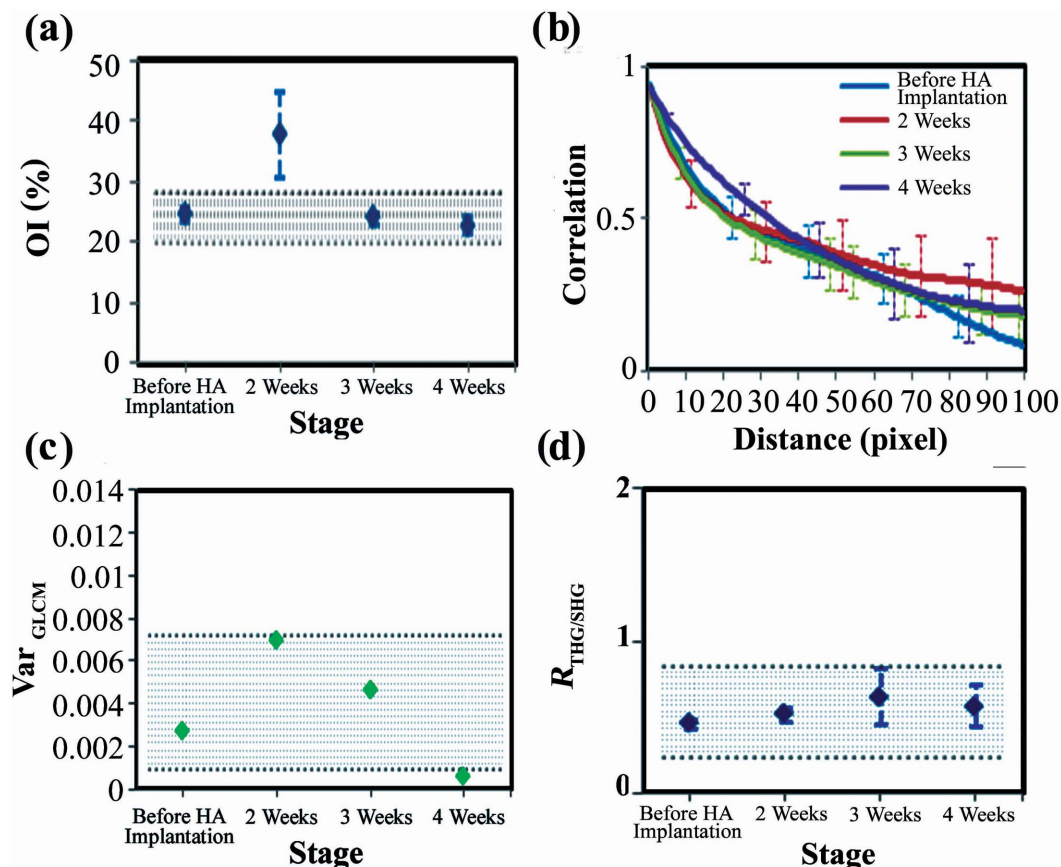 (a)
50
40
30
20
10
0
OI (%)
Before HA
Implantation
2 Weeks
3 Weeks
4 Weeks
Stage
(b)
1
0.5
0
Correlation
Before HA
Implantation
2 Weeks
3 Weeks
4 Weeks
0 10 20 30 40 50 60 70 80 90 100
Distance (pixel)
(c)
0.014
0.012
0.01
0.008
0.006
0.004
0.002
0
Var GLCM
Before HA
Implantation
2 Weeks
3 Weeks
4 Weeks
Stage
(d)
2
1
0
R THG/SHG
Before HA
Implantation
2 Weeks
3 Weeks
4 Weeks
Stage